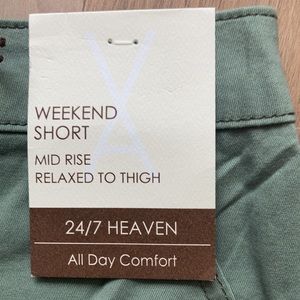 WEEKEND
SHORT
MID RISE
RELAXED TO THIGH
24/7 HEAVEN
All Day Comfort